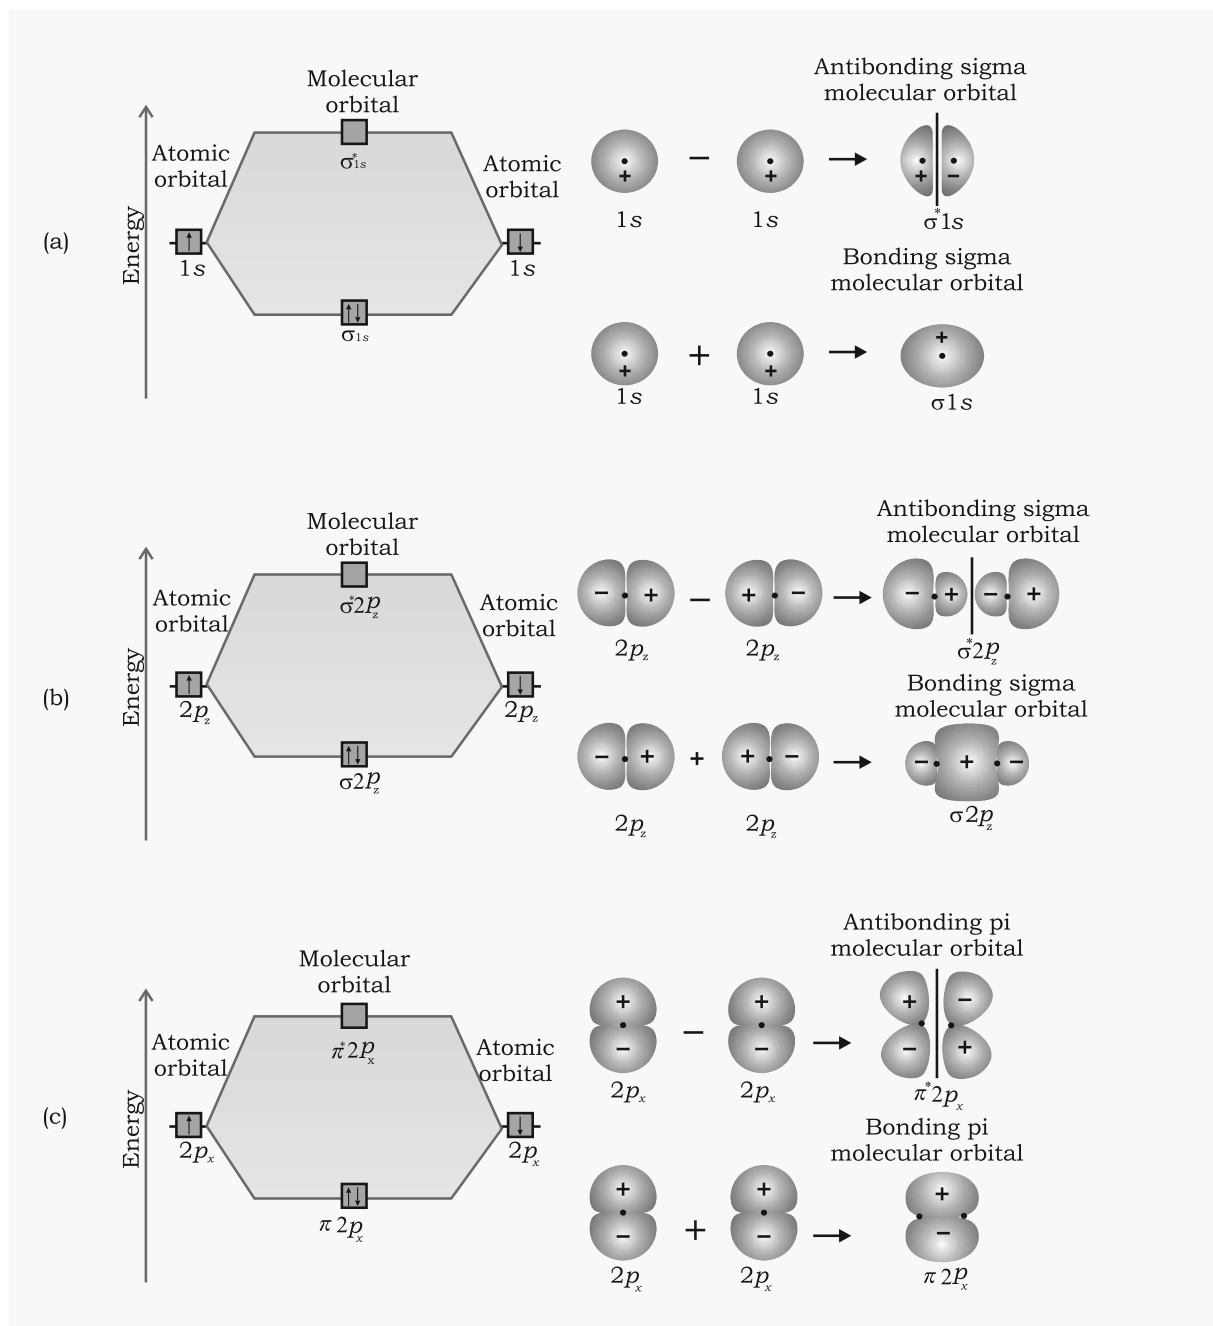 (a)
Energy
Molecular
orbital
Atomic
orbital
σ*1s
Atomic
orbital
1s
1s
σ1s
Antibonding sigma
molecular orbital
+
−
+
+ −
1s
1s
σ*1s
Bonding sigma
molecular orbital
+
+
+
+
1s
1s
σ1s
(b)
Energy
Molecular
orbital
Atomic
orbital
σ*2pz
Atomic
orbital
2pz
2pz
σ2pz
Antibonding sigma
molecular orbital
− + − + − − + − +
2pz
2pz
σ*2pz
Bonding sigma
molecular orbital
− + + + − − + −
2pz
2pz
σ2pz
(c)
Energy
Molecular
orbital
Atomic
orbital
π*2px
Atomic
orbital
2px
2px
π2px
Antibonding pi
molecular orbital
+ + + −
−
− − − +
2px
2px
π*2px
Bonding pi
molecular orbital
+ + +
+
− − −
2px
2px
π2px